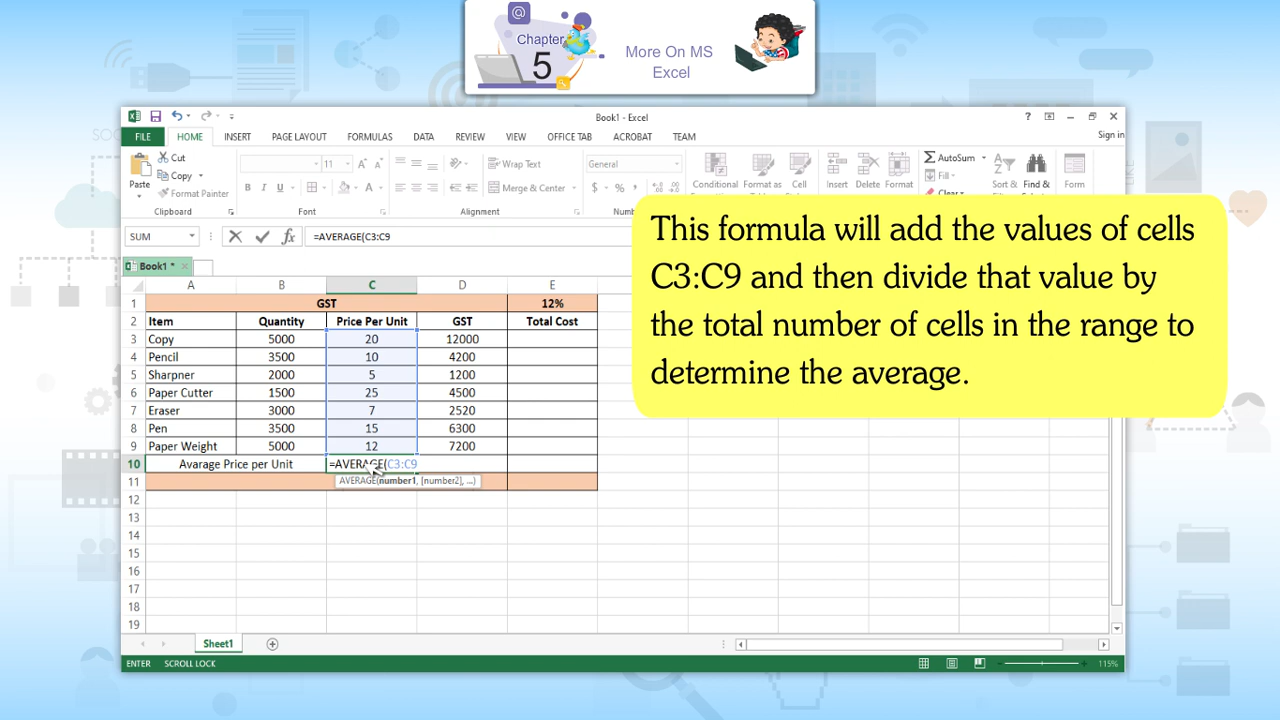 @
Chapter
5
More On MS
Excel
Book1 - Excel
Sign in
FILE HOME INSERT PAGE LAYOUT FORMULAS DATA REVIEW VIEW OFFICE TAB ACROBAT TEAM
Paste
Cut
Copy
Format Painter
Clipboard
11
B I U
Font
Wrap Text
Merge & Center
Alignment
General
$ % ,
Conditional
Format as
Cell
Insert
Delete
Format
AutoSum
Fill
Clear
Sort &
Find &
Form
SUM
=AVERAGE(C3:C9
Book1 *
A B C D E
1 GST 12%
2 Item Quantity Price Per Unit GST Total Cost
3 Copy 5000 20 12000
4 Pencil 3500 10 4200
5 Sharpner 2000 5 1200
6 Paper Cutter 1500 25 4500
7 Eraser 3000 7 2520
8 Pen 3500 15 6300
9 Paper Weight 5000 12 7200
10 Avarage Price per Unit =AVERAGE(C3:C9
11 AVERAGE(number1, [number2], ...)
12
13
14
15
16
17
18
19
This formula will add the values of cells
C3:C9 and then divide that value by
the total number of cells in the range to
determine the average.
Sheet1
ENTER SCROLL LOCK
115%